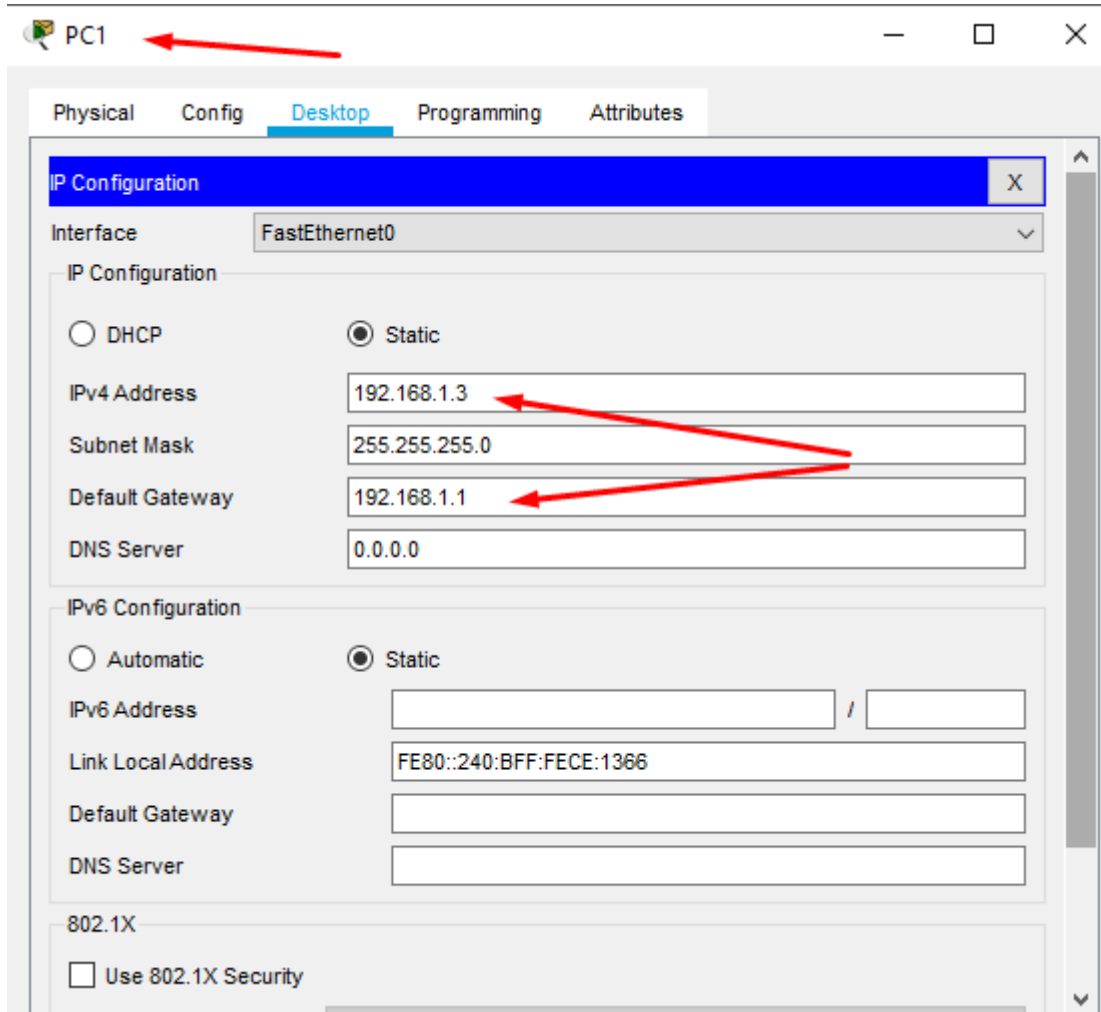 PC1
Physical Config Desktop Programming Attributes
IP Configuration X
Interface FastEthernet0
IP Configuration
DHCP Static
IPv4 Address 192.168.1.3
Subnet Mask 255.255.255.0
Default Gateway 192.168.1.1
DNS Server 0.0.0.0
IPv6 Configuration
Automatic Static
IPv6 Address /
Link Local Address FE80::240:BFF:FECE:1366
Default Gateway
DNS Server
802.1X
Use 802.1X Security